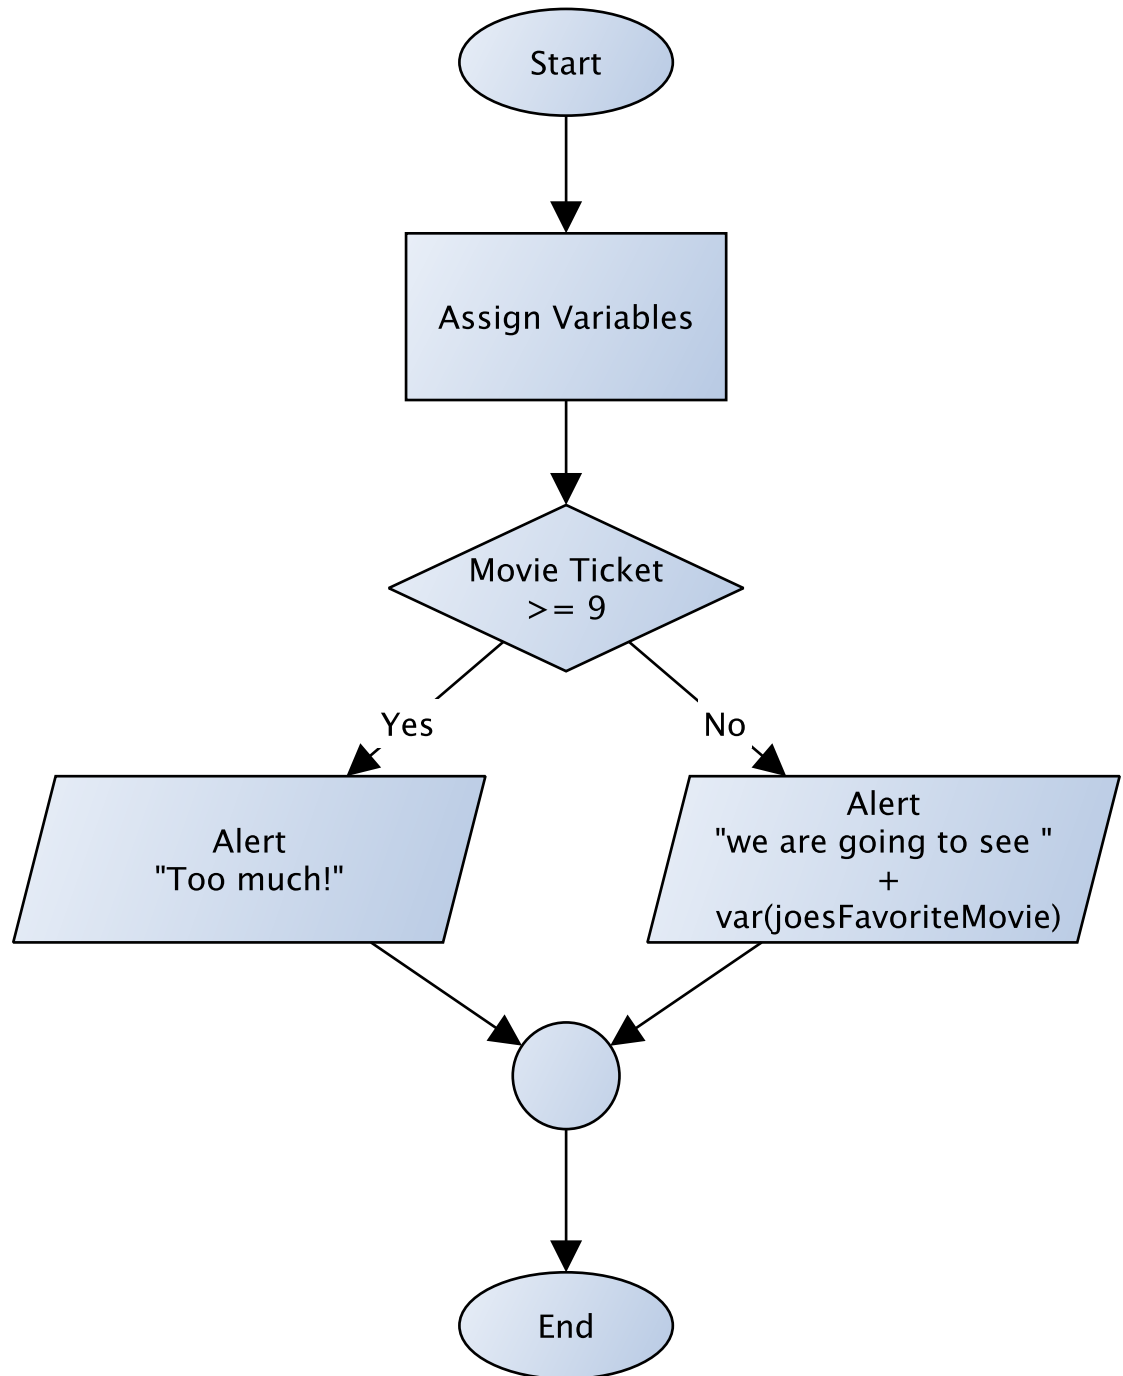 Start
Assign Variables
Movie Ticket
>= 9
Yes
No
Alert
"Too much!"
Alert
"we are going to see "
+
var(joesFavoriteMovie)
End